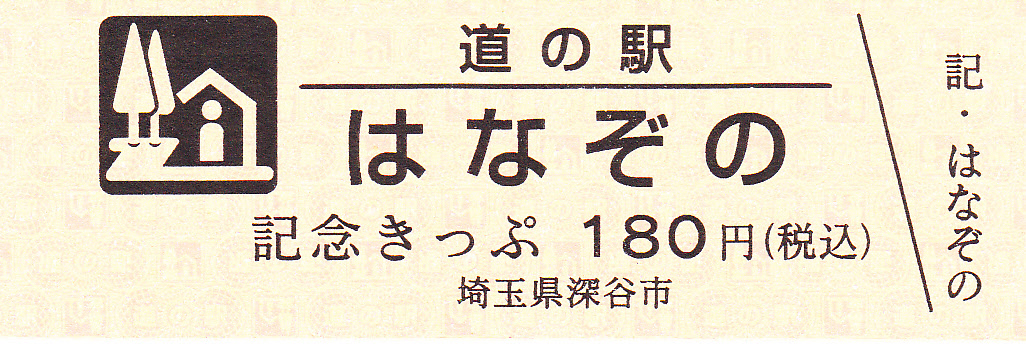 道の駅
はなぞの
記念きっぷ 180円(税込)
埼玉県深谷市
記・はなぞの